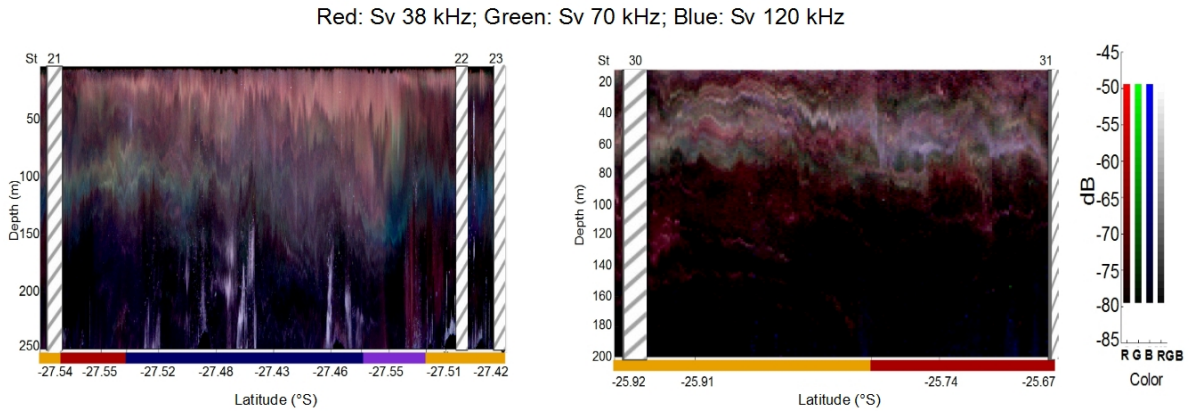 Red: Sv 38 kHz; Green: Sv 70 kHz; Blue: Sv 120 kHz
St 21 22 23
50
100
150
200
250
Depth (m)
-27.54 -27.55 -27.52 -27.48 -27.43 -27.46 -27.55 -27.51 -27.42
Latitude (°S)
St 30 31
20
40
60
80
100
120
140
160
180
200
Depth (m)
-25.92 -25.91 -25.74 -25.67
Latitude (°S)
-45
-50
-55
-60
-65
-70
-75
-80
-85
dB
R G B RGB
Color